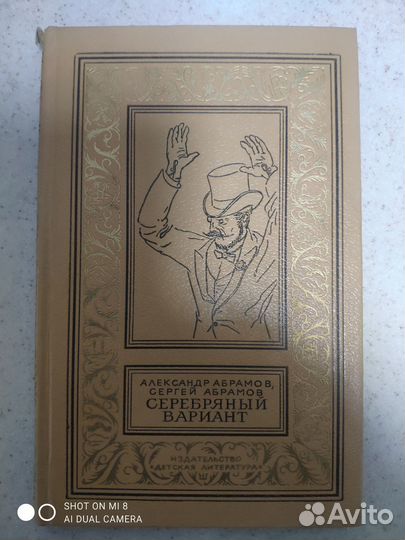 АЛЕКСАНДР АБРАМОВ,
СЕРГЕЙ АБРАМОВ
СЕРЕБРЯНЫЙ
ВАРИАНТ
ИЗДАТЕЛЬСТВО
"ДЕТСКАЯ ЛИТЕРАТУРА"
SHOT ON MI 8
AI DUAL CAMERA
Avito